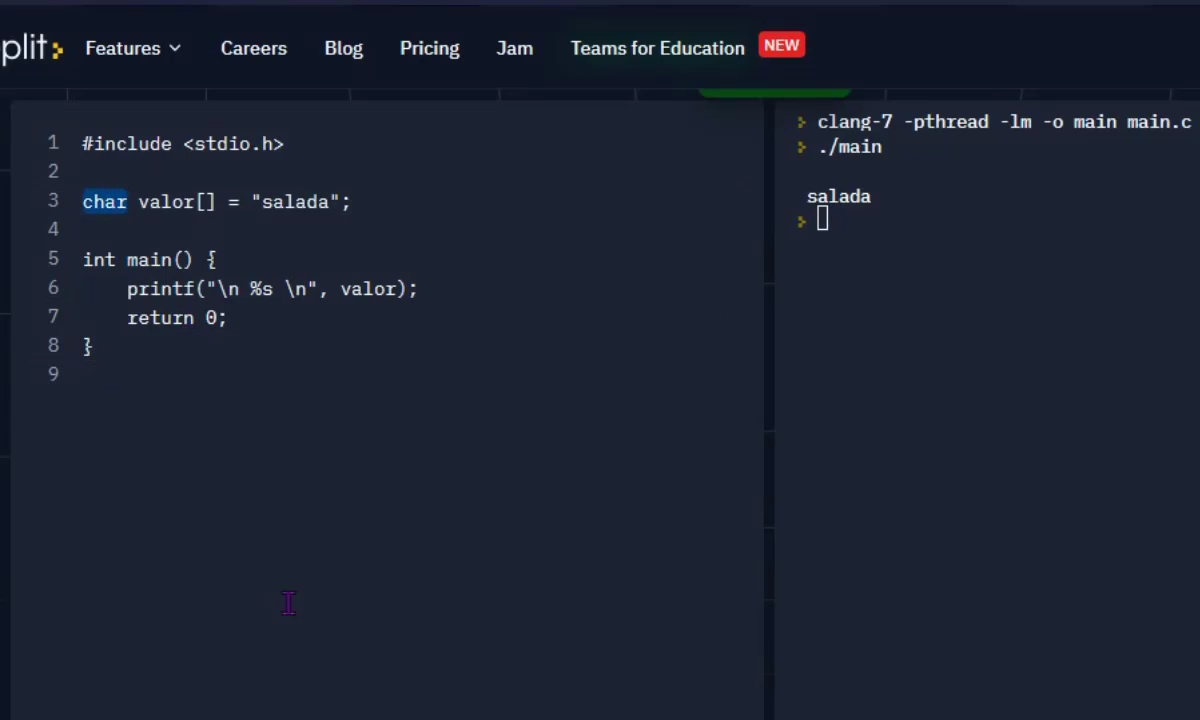 plit Features Careers Blog Pricing Jam Teams for Education NEW
1 #include <stdio.h>
2
3 char valor[] = "salada";
4
5 int main() {
6     printf("\n %s \n", valor);
7     return 0;
8 }
9
clang-7 -pthread -lm -o main main.c
./main
salada